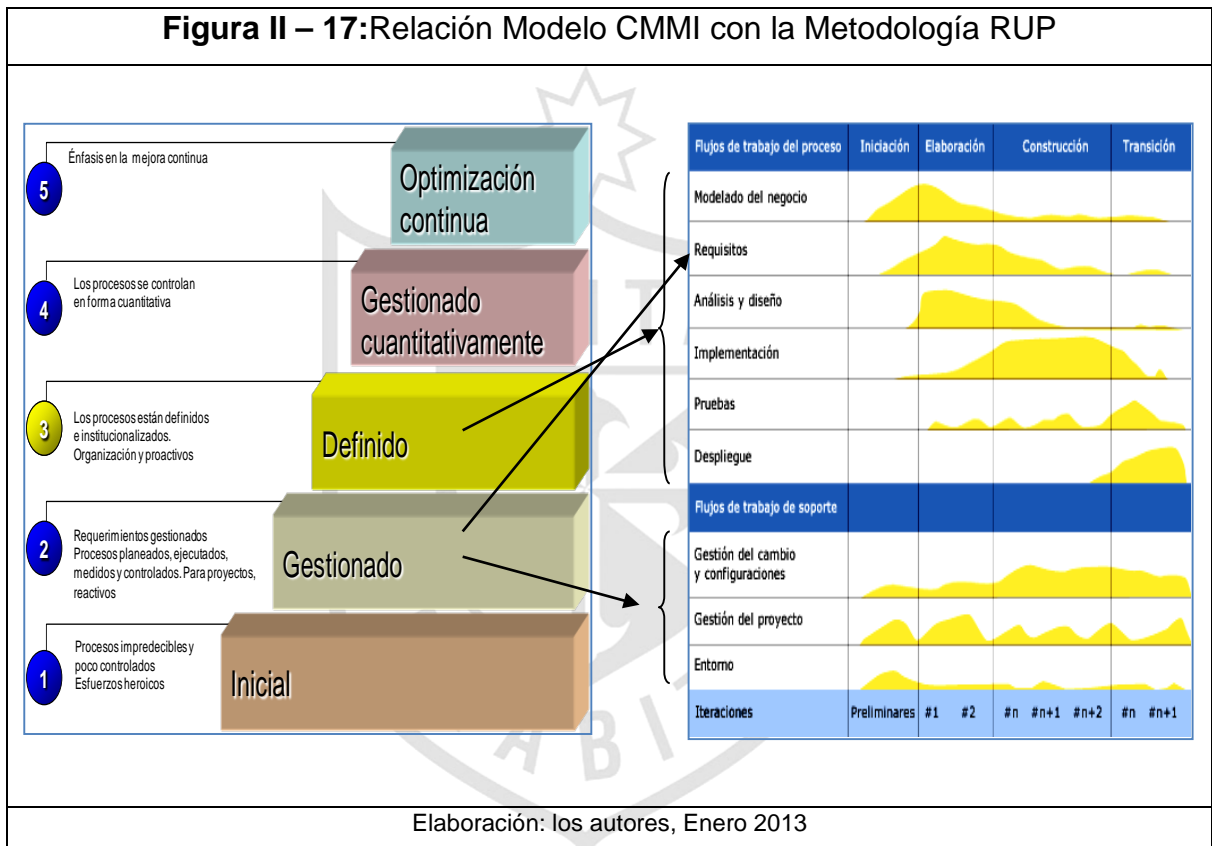 Figura II – 17:Relación Modelo CMMI con la Metodología RUP
5
Énfasis en la mejora continua
Optimización
continua
4
Los procesos se controlan
en forma cuantitativa
Gestionado
cuantitativamente
3
Los procesos están definidos
e institucionalizados.
Organización y proactivos
Definido
2
Requerimientos gestionados
Procesos planeados, ejecutados,
medidos y controlados. Para proyectos,
reactivos
Gestionado
1
Procesos impredecibles y
poco controlados
Esfuerzos heroicos
Inicial
Flujos de trabajo del proceso Iniciación Elaboración Construcción Transición
Modelado del negocio
Requisitos
Análisis y diseño
Implementación
Pruebas
Despliegue
Flujos de trabajo de soporte
Gestión del cambio
y configuraciones
Gestión del proyecto
Entorno
Iteraciones Preliminares #1 #2 #n #n+1 #n+2 #n #n+1
Elaboración: los autores, Enero 2013